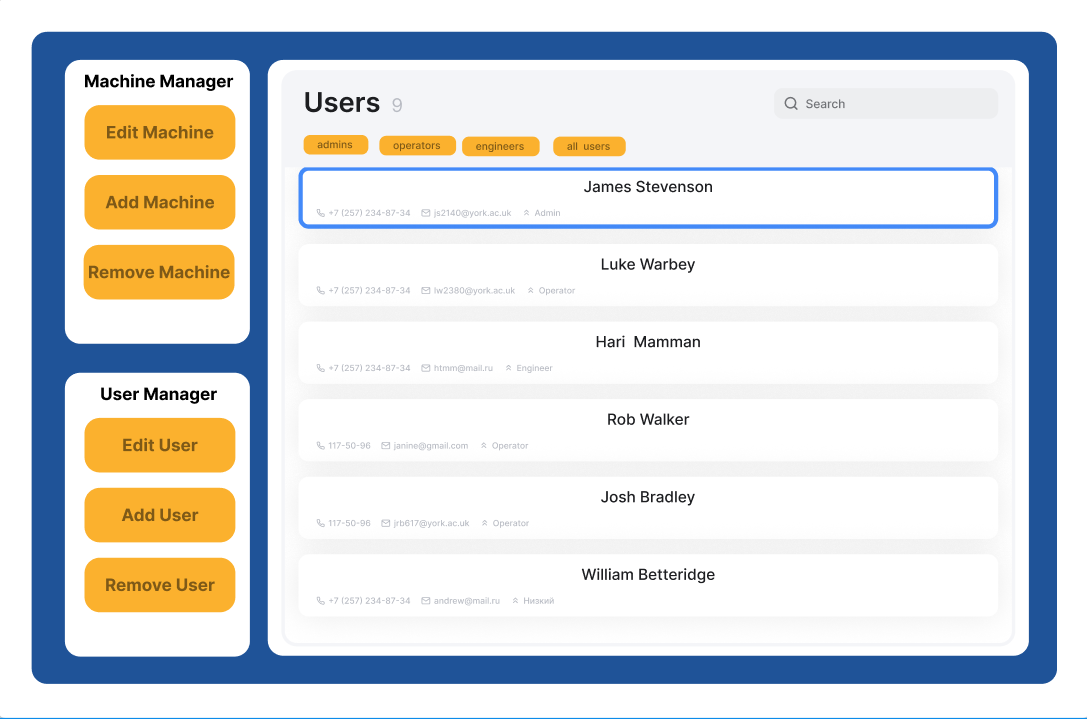 Machine Manager
Edit Machine
Add Machine
Remove Machine
User Manager
Edit User
Add User
Remove User
Users 9
Search
admins operators engineers all users
James Stevenson
+7 (257) 234-87-34 js2140@york.ac.uk Admin
Luke Warbey
+7 (257) 234-87-34 lw2380@york.ac.uk Operator
Hari Mamman
+7 (257) 234-87-34 htmm@mail.ru Engineer
Rob Walker
117-50-96 janine@gmail.com Operator
Josh Bradley
117-50-96 jrb617@york.ac.uk Operator
William Betteridge
+7 (257) 234-87-34 andrew@mail.ru Низкий